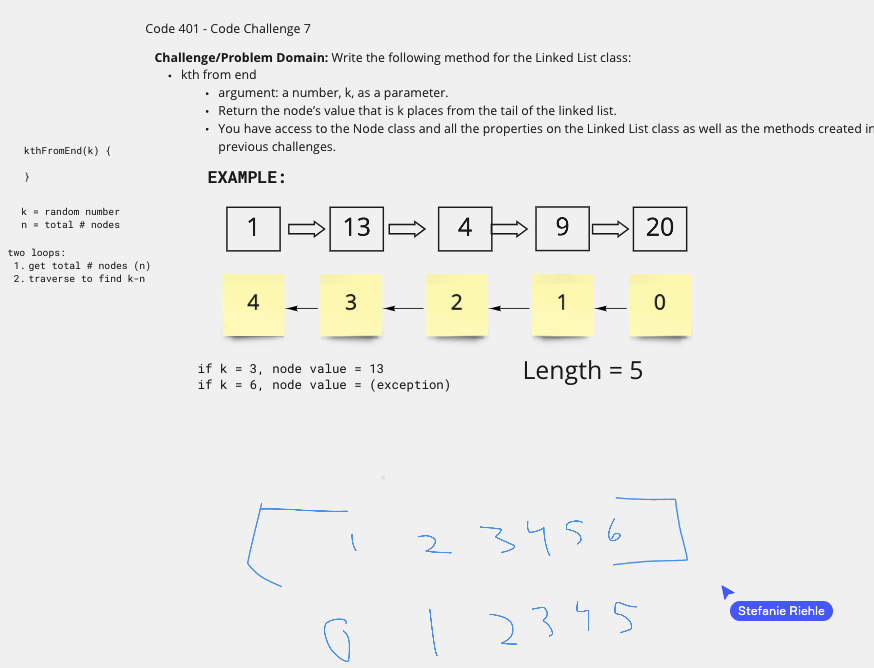 Code 401 - Code Challenge 7
Challenge/Problem Domain: Write the following method for the Linked List class:
• kth from end
• argument: a number, k, as a parameter.
• Return the node's value that is k places from the tail of the linked list.
• You have access to the Node class and all the properties on the Linked List class as well as the methods created in
previous challenges.
kthFromEnd(k) {
}
k = random number
n = total # nodes
two loops:
1. get total # nodes (n)
2. traverse to find k-n
EXAMPLE:
1 13 4 9 20
4 3 2 1 0
if k = 3, node value = 13
if k = 6, node value = (exception)
Length = 5
1 2 3 4 5 6
0 1 2 3 4 5
Stefanie Riehle